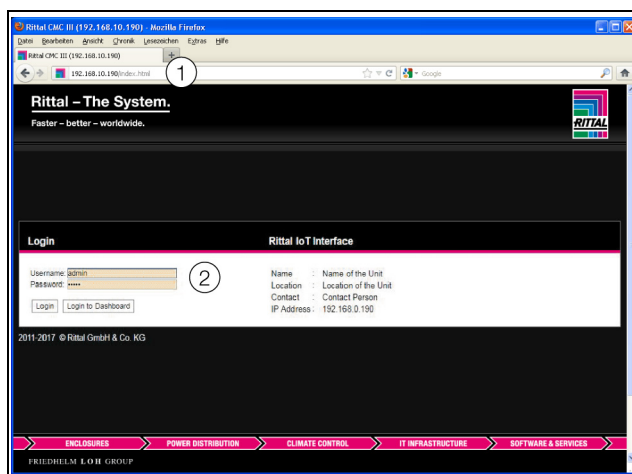 Rittal CMC III (192.168.10.190) - Mozilla Firefox
Datei Bearbeiten Ansicht Chronik Lesezeichen Extras Hilfe
Rittal CMC III (192.168.10.190) +
192.168.10.190/index.html Google
1
Rittal – The System.
Faster – better – worldwide.
RITTAL
Login Rittal IoT Interface
Username: admin
Password: •••••
2
Login Login to Dashboard
Name : Name of the Unit
Location : Location of the Unit
Contact : Contact Person
IP Address : 192.168.0.190
2011-2017 © Rittal GmbH & Co. KG
ENCLOSURES POWER DISTRIBUTION CLIMATE CONTROL IT INFRASTRUCTURE SOFTWARE & SERVICES
FRIEDHELM LOH GROUP